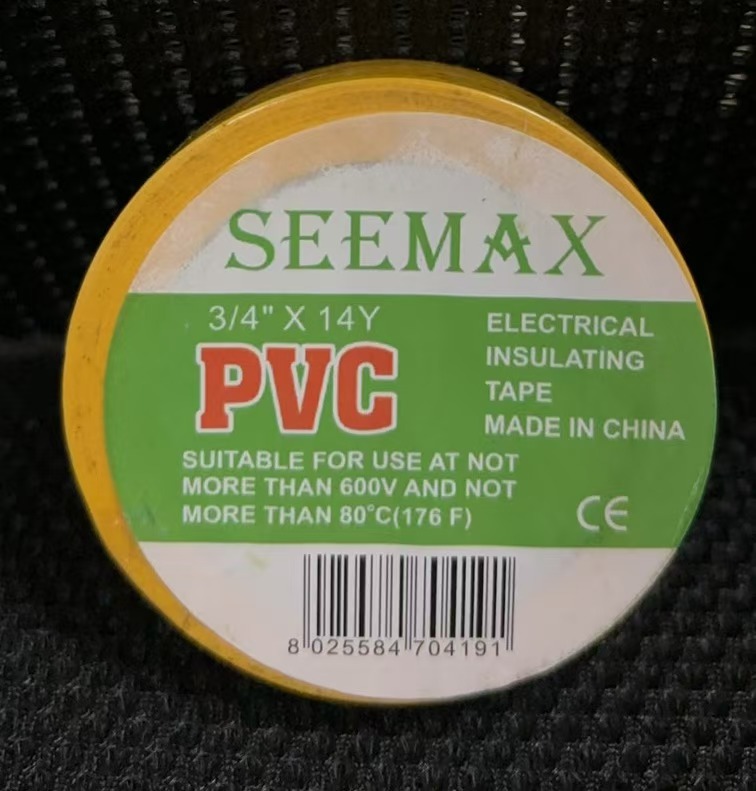 SEEMAX
3/4" X 14Y
PVC
ELECTRICAL
INSULATING
TAPE
MADE IN CHINA
SUITABLE FOR USE AT NOT
MORE THAN 600V AND NOT
MORE THAN 80°C(176 F)
CE
8 025584 704191